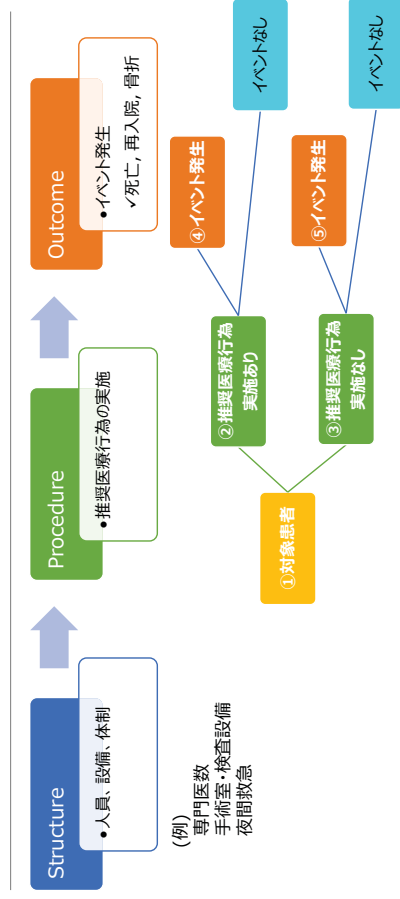 Structure
•人員、設備、体制
(例)
専門医数
手術室・検査設備
夜間救急
Procedure
•推奨医療行為の実施
Outcome
•イベント発生
✓死亡, 再入院, 骨折
①対象患者
②推奨医療行為
実施あり
③推奨医療行為
実施なし
④イベント発生
イベントなし
⑤イベント発生
イベントなし